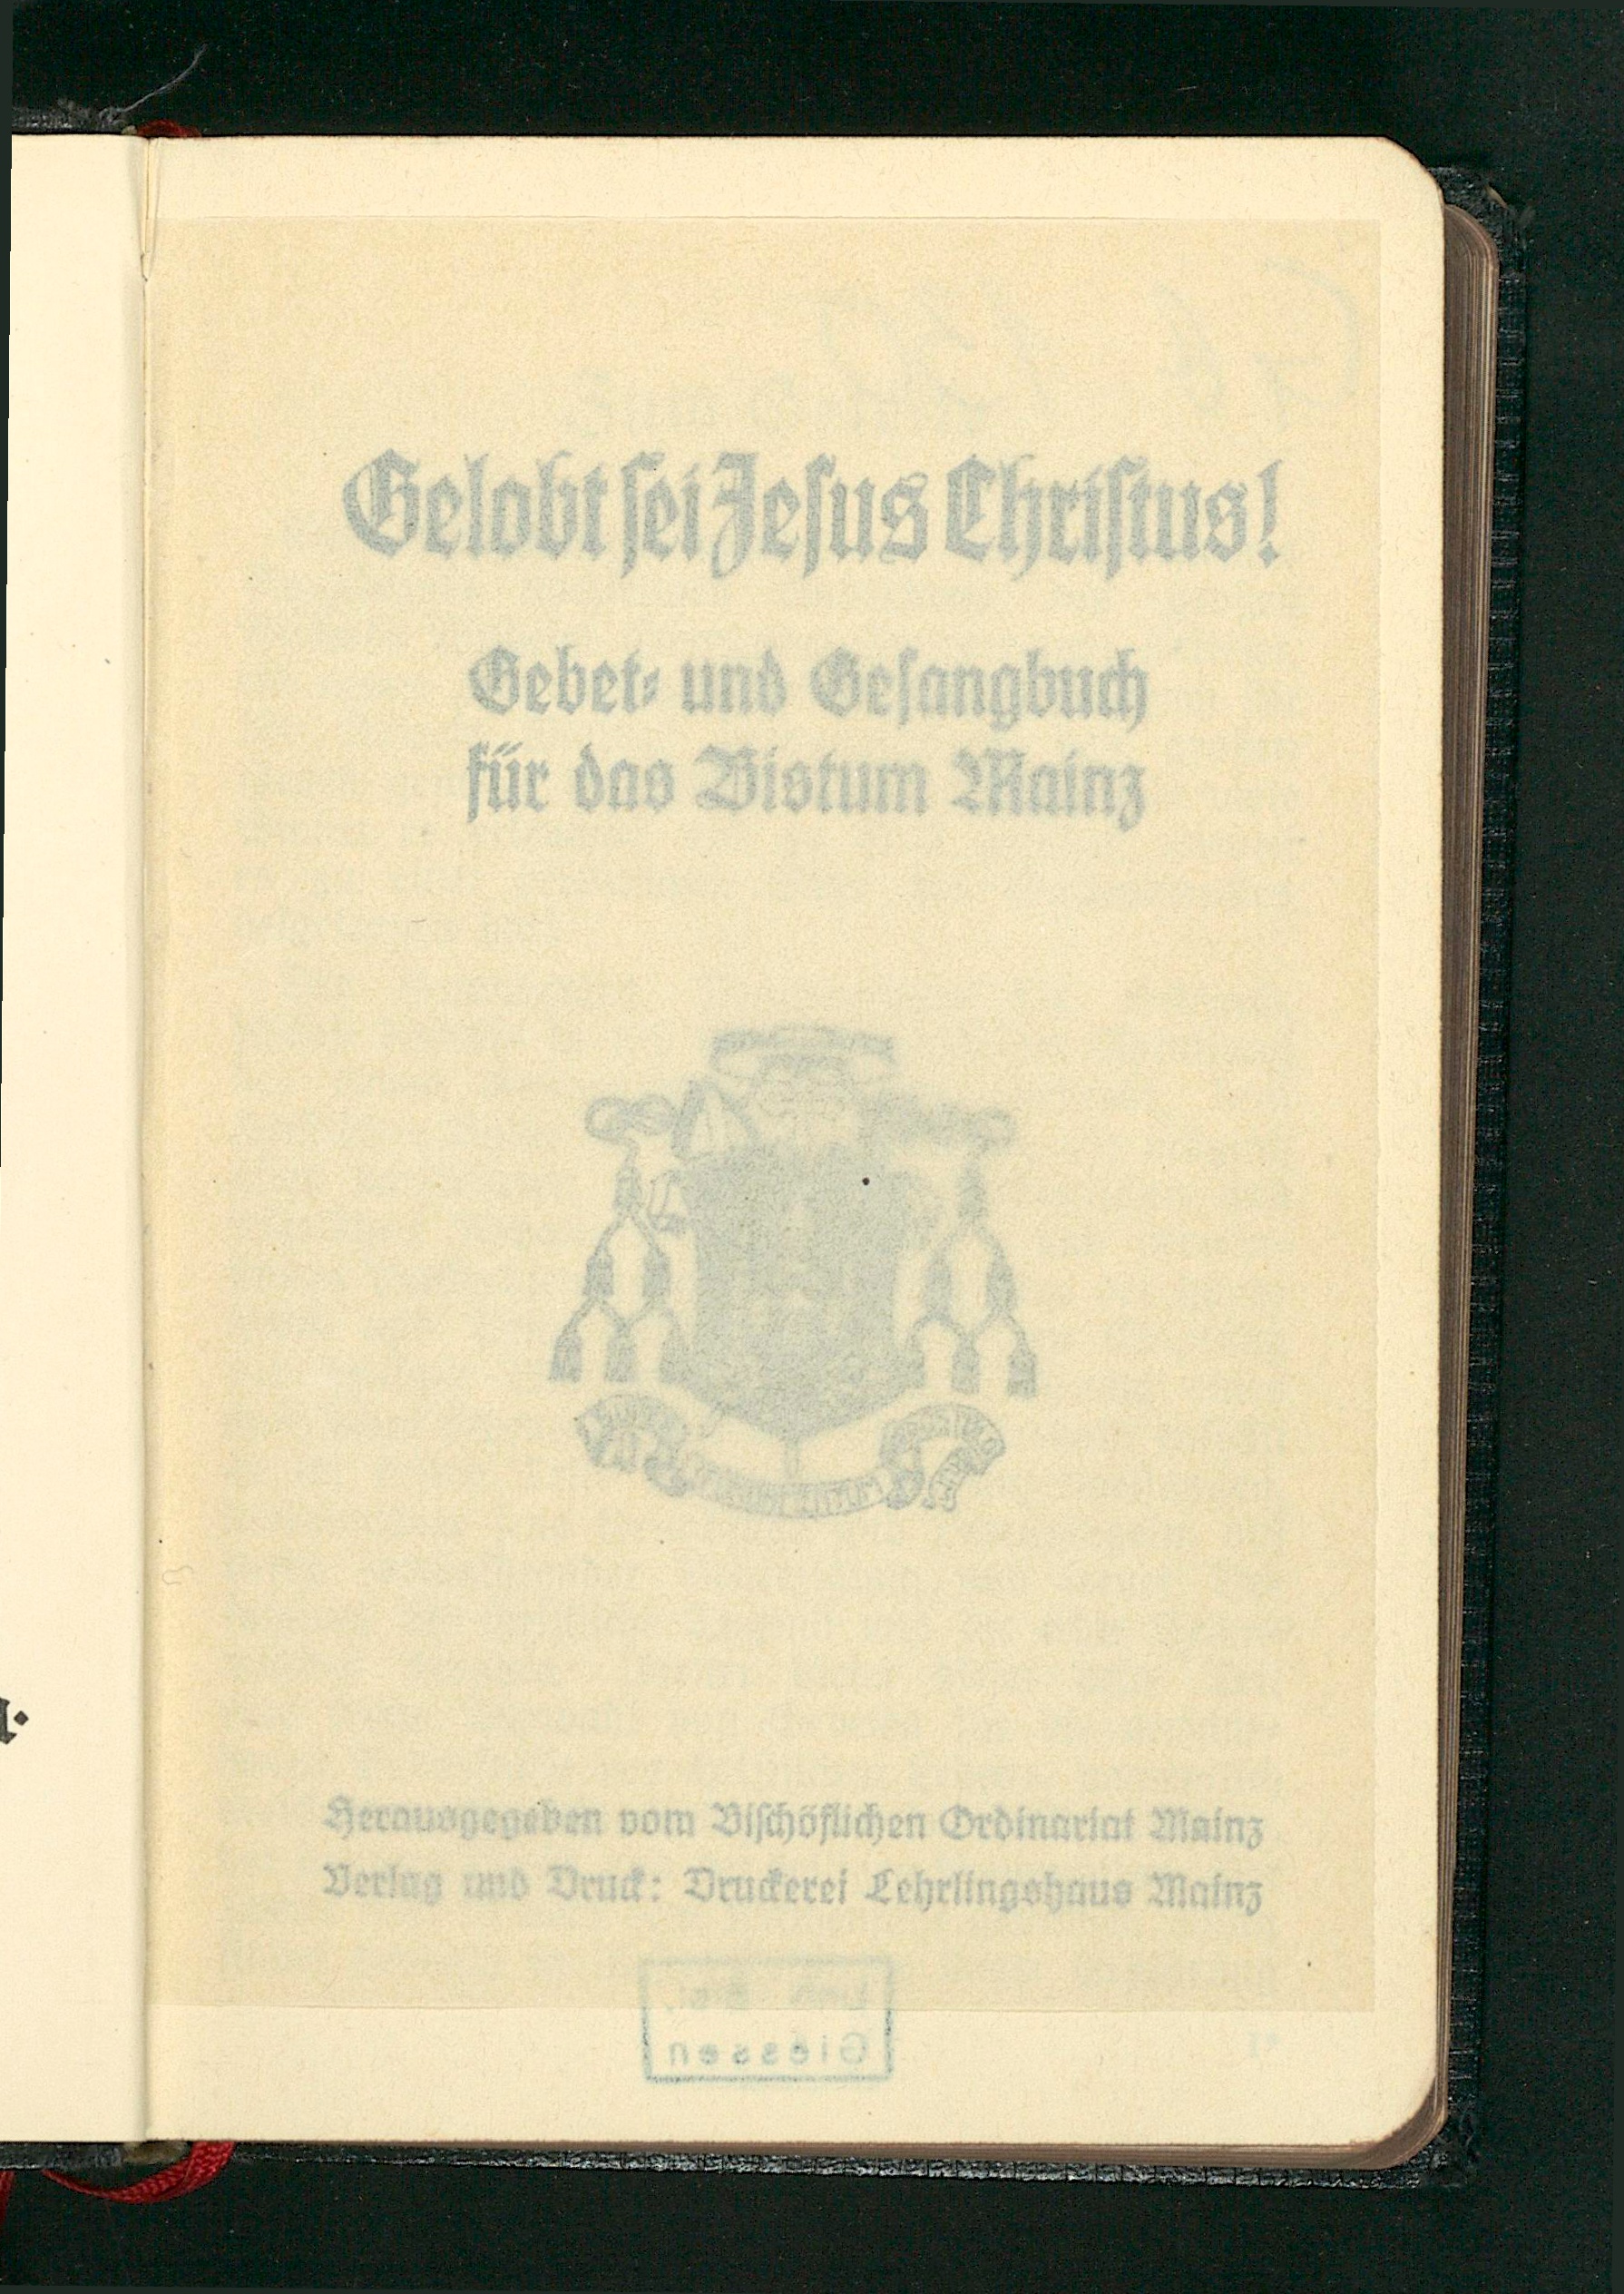 Gelobt sei Jesus Christus!
Gebet- und Gesangbuch
für das Bistum Mainz
Herausgegeben vom Bischöflichen Ordinariat Mainz
Verlag und Druck: Druckerei Lehrlingshaus Mainz
Giessen